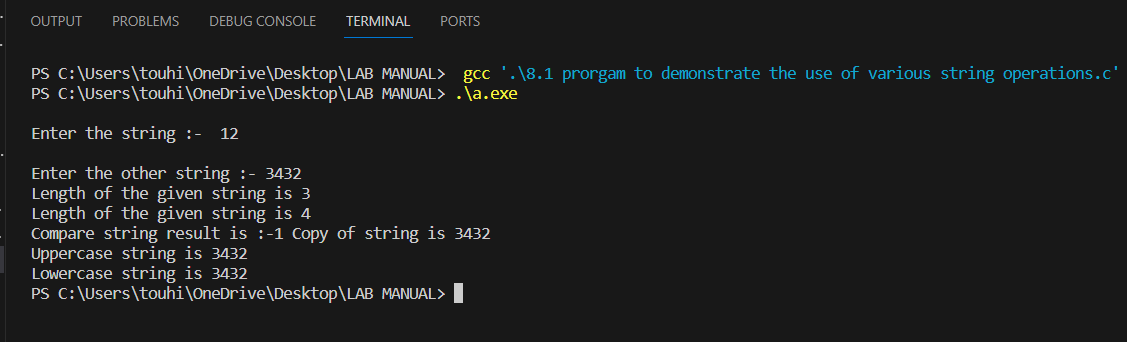 OUTPUT PROBLEMS DEBUG CONSOLE TERMINAL PORTS
PS C:\Users\touhi\OneDrive\Desktop\LAB MANUAL>  gcc '.\8.1 prorgam to demonstrate the use of various string operations.c'
PS C:\Users\touhi\OneDrive\Desktop\LAB MANUAL> .\a.exe
Enter the string :-  12
Enter the other string :- 3432
Length of the given string is 3
Length of the given string is 4
Compare string result is :-1 Copy of string is 3432
Uppercase string is 3432
Lowercase string is 3432
PS C:\Users\touhi\OneDrive\Desktop\LAB MANUAL>